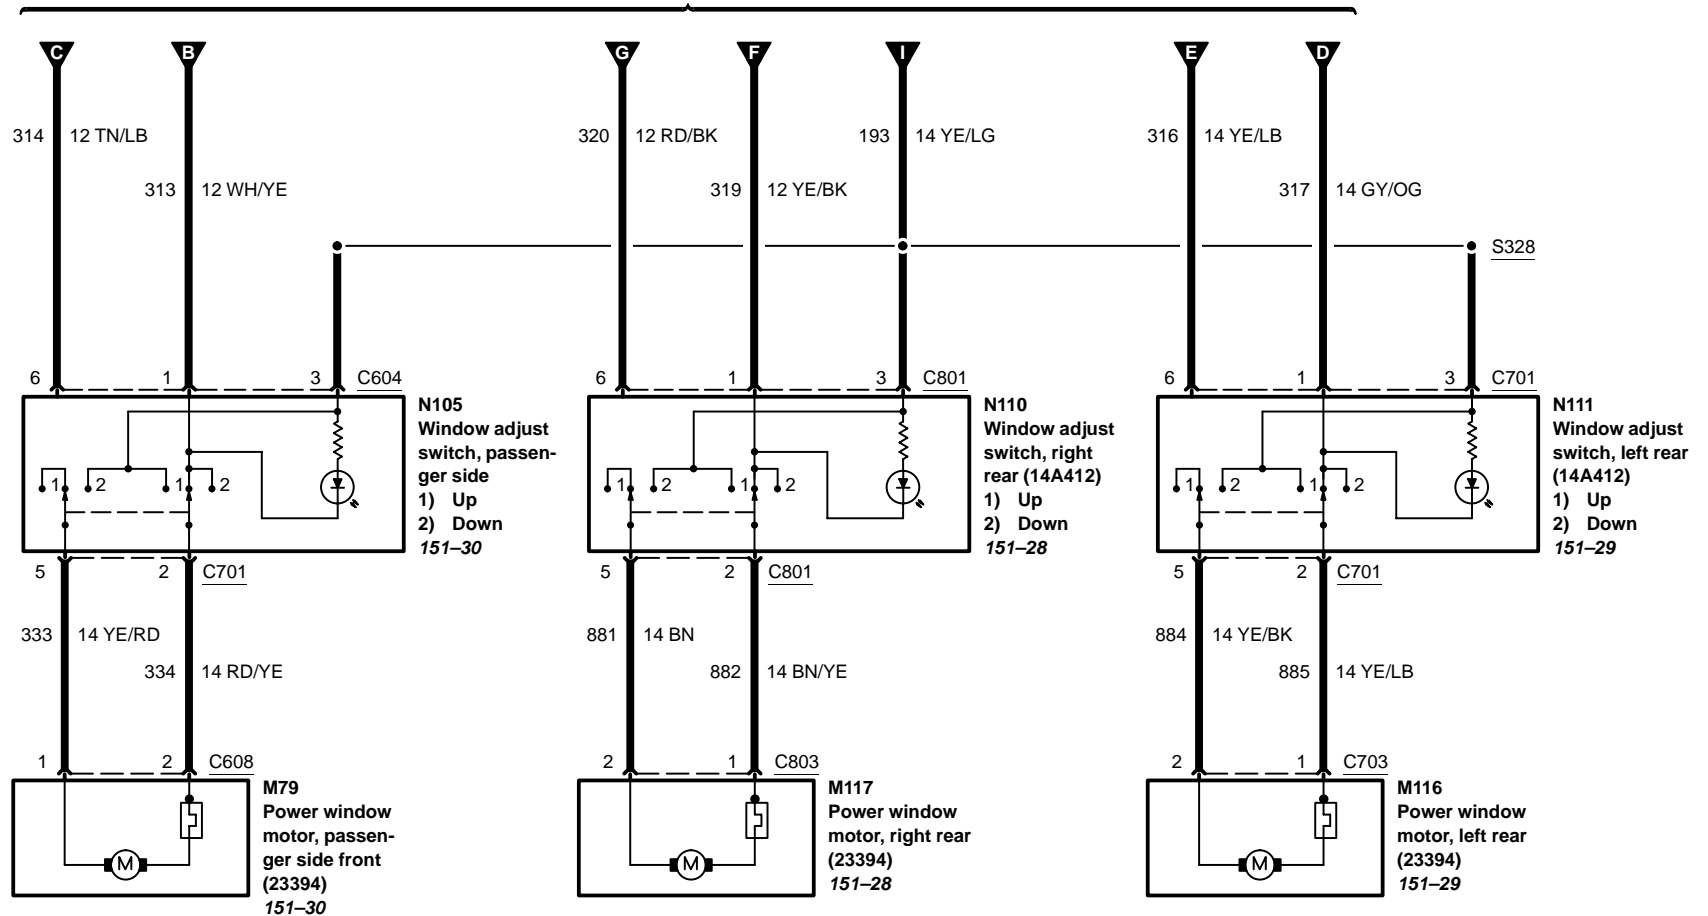 C B G F I E D
314 12 TN/LB 320 12 RD/BK 193 14 YE/LG 316 14 YE/LB
313 12 WH/YE 319 12 YE/BK 317 14 GY/OG
S328
6 1 3 C604 6 1 3 C801 6 1 3 C701
N105
Window adjust
switch, passen-
ger side
1) Up
2) Down
151–30
1 2 1 2
N110
Window adjust
switch, right
rear (14A412)
1) Up
2) Down
151–28
1 2 1 2
N111
Window adjust
switch, left rear
(14A412)
1) Up
2) Down
151–29
1 2 1 2
5 2 C701 5 2 C801 5 2 C701
333 14 YE/RD 881 14 BN 884 14 YE/BK
334 14 RD/YE 882 14 BN/YE 885 14 YE/LB
1 2 C608 2 1 C803 2 1 C703
M79
Power window
motor, passen-
ger side front
(23394)
151–30
M
M117
Power window
motor, right rear
(23394)
151–28
M
M116
Power window
motor, left rear
(23394)
151–29
M